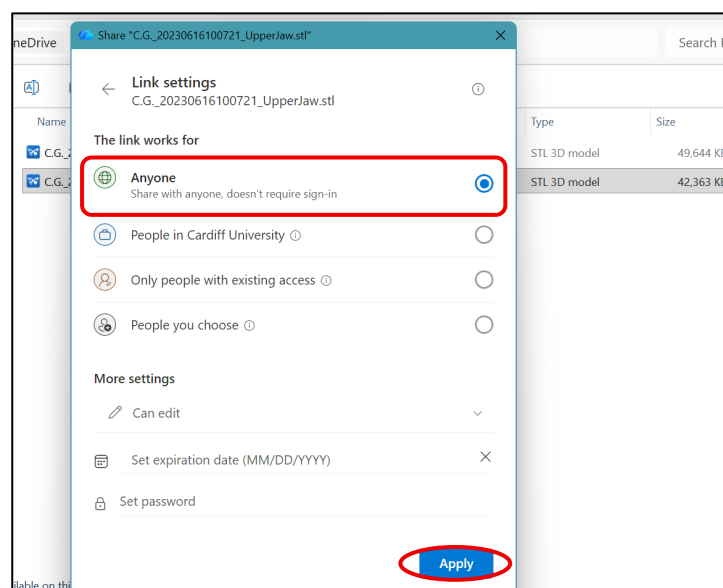 Share "C.G._20230616100721_UpperJaw.stl"
neDrive
Search
Link settings
C.G._20230616100721_UpperJaw.stl
Name
Type
Size
The link works for
C.G._2
STL 3D model
49,644 KB
Anyone
Share with anyone, doesn't require sign-in
C.G._2
STL 3D model
42,363 KB
People in Cardiff University
Only people with existing access
People you choose
More settings
Can edit
Set expiration date (MM/DD/YYYY)
Set password
Apply
ilable on thi